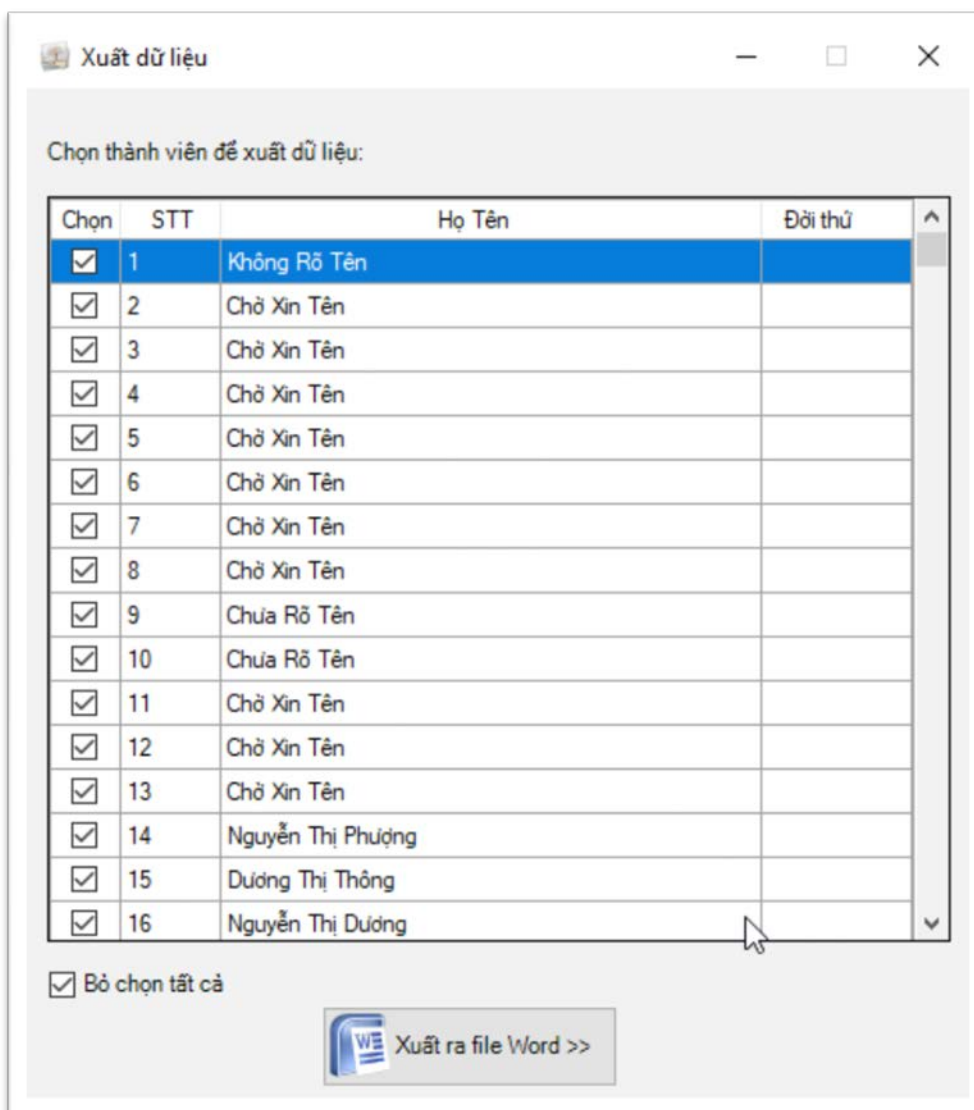 Xuất dữ liệu
Chọn thành viên để xuất dữ liệu:
Chọn STT Họ Tên Đời thứ
1 Không Rõ Tên
2 Chờ Xin Tên
3 Chờ Xin Tên
4 Chờ Xin Tên
5 Chờ Xin Tên
6 Chờ Xin Tên
7 Chờ Xin Tên
8 Chờ Xin Tên
9 Chưa Rõ Tên
10 Chưa Rõ Tên
11 Chờ Xin Tên
12 Chờ Xin Tên
13 Chờ Xin Tên
14 Nguyễn Thị Phượng
15 Dương Thị Thông
16 Nguyễn Thị Dương
Bỏ chọn tất cả
Xuất ra file Word >>